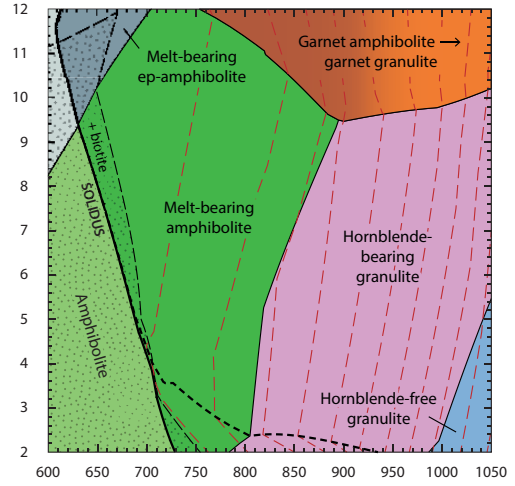 12
11
10
9
8
7
6
5
4
3
2
Melt-bearing
ep-amphibolite
Garnet amphibolite →
garnet granulite
+ biotite
SOLIDUS
Melt-bearing
amphibolite
Hornblende-
bearing
granulite
Amphibolite
Hornblende-free
granulite
600 650 700 750 800 850 900 950 1000 1050